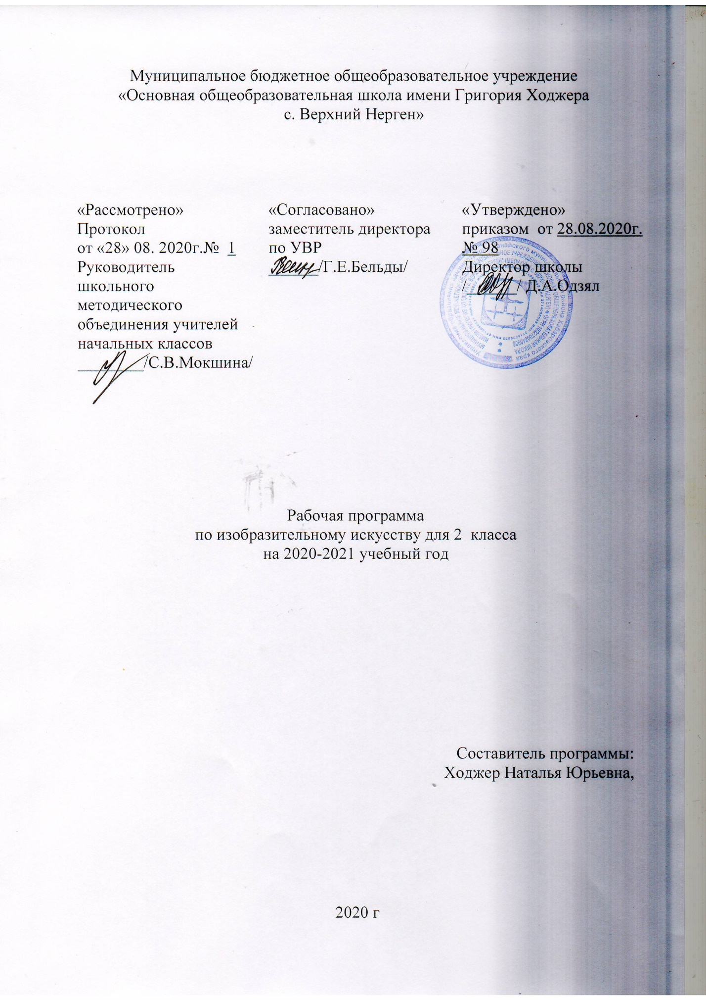 Муниципальное бюджетное общеобразовательное учреждение
«Основная общеобразовательная школа имени Григория Ходжера
с. Верхний Нерген»
«Рассмотрено»
Протокол
от «28» 08. 2020г.№ 1
Руководитель
школьного
методического
объединения учителей
начальных классов
/С.В.Мокшина/
«Согласовано»
заместитель директора
по УВР
/Г.Е.Бельды/
«Утверждено»
приказом от 28.08.2020г.
№ 98
Директор школы
/ / Д.А.Одзял
Рабочая программа
по изобразительному искусству для 2 класса
на 2020-2021 учебный год
Составитель программы:
Ходжер Наталья Юрьевна,
2020 г